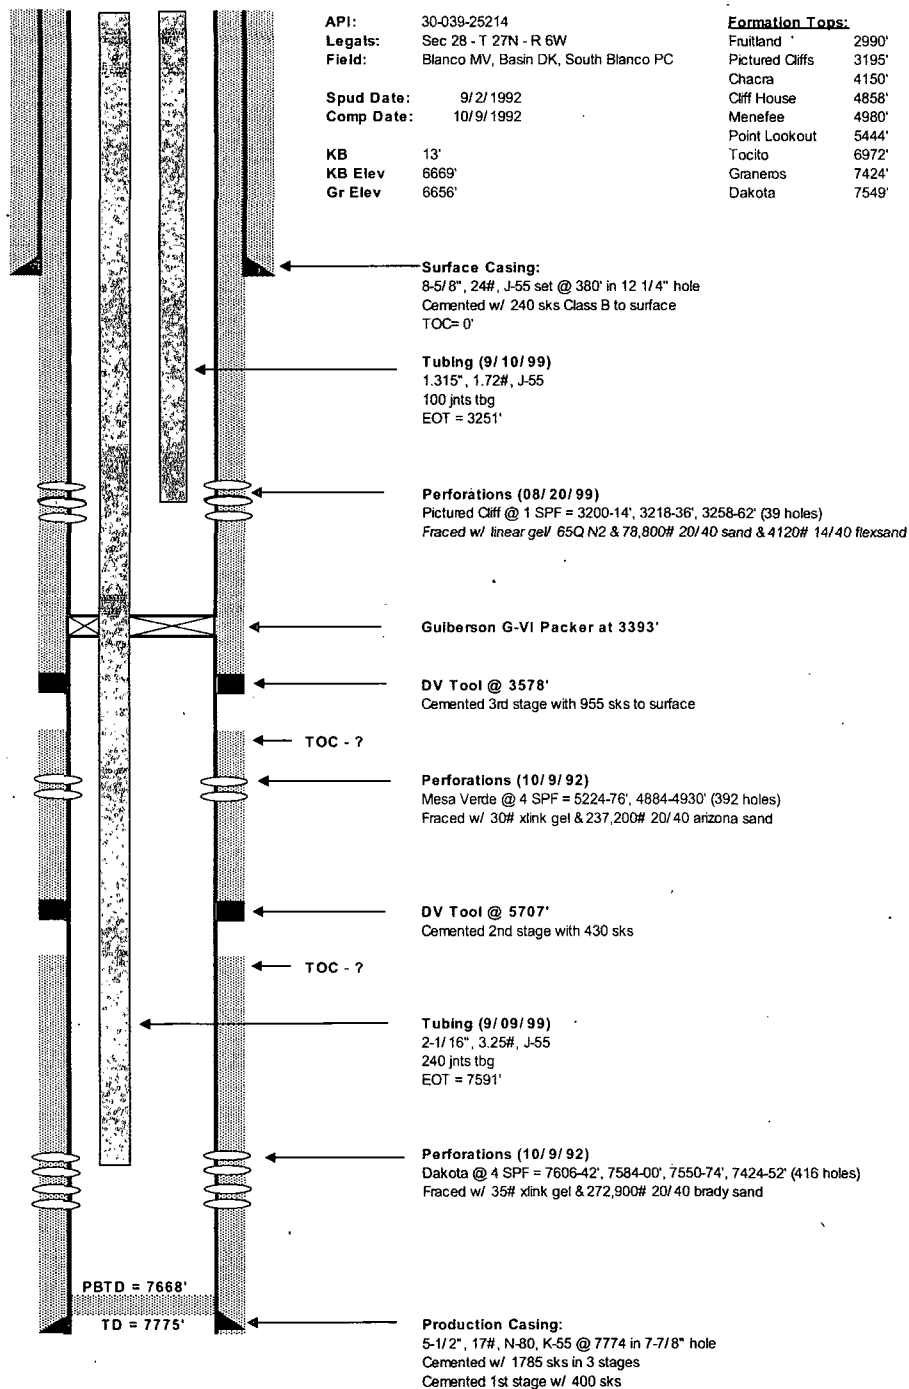 API: 30-039-25214
Legals: Sec 28 - T 27N - R 6W
Field: Blanco MV, Basin DK, South Blanco PC
Spud Date: 9/2/1992
Comp Date: 10/9/1992
KB 13'
KB Elev 6669'
Gr Elev 6656'
Formation Tops:
Fruitland 2990'
Pictured Cliffs 3195'
Chacra 4150'
Cliff House 4858'
Menefee 4980'
Point Lookout 5444'
Tocito 6972'
Graneros 7424'
Dakota 7549'
Surface Casing:
8-5/8", 24#, J-55 set @ 380' in 12 1/4" hole
Cemented w/ 240 sks Class B to surface
TOC= 0'
Tubing (9/10/99)
1.315", 1.72#, J-55
100 jnts tbg
EOT = 3251'
Perforations (08/20/99)
Pictured Cliff @ 1 SPF = 3200-14', 3218-36', 3258-62' (39 holes)
Fraced w/ linear gel/ 65Q N2 & 78,800# 20/40 sand & 4120# 14/40 flexsand
Guiberson G-VI Packer at 3393'
DV Tool @ 3578'
Cemented 3rd stage with 955 sks to surface
TOC - ?
Perforations (10/9/92)
Mesa Verde @ 4 SPF = 5224-76', 4884-4930' (392 holes)
Fraced w/ 30# xlink gel & 237,200# 20/40 arizona sand
DV Tool @ 5707'
Cemented 2nd stage with 430 sks
TOC - ?
Tubing (9/09/99)
2-1/16", 3.25#, J-55
240 jnts tbg
EOT = 7591'
Perforations (10/9/92)
Dakota @ 4 SPF = 7606-42', 7584-00', 7550-74', 7424-52' (416 holes)
Fraced w/ 35# xlink gel & 272,900# 20/40 brady sand
PBTD = 7668'
TD = 7775'
Production Casing:
5-1/2", 17#, N-80, K-55 @ 7774 in 7-7/8" hole
Cemented w/ 1785 sks in 3 stages
Cemented 1st stage w/ 400 sks